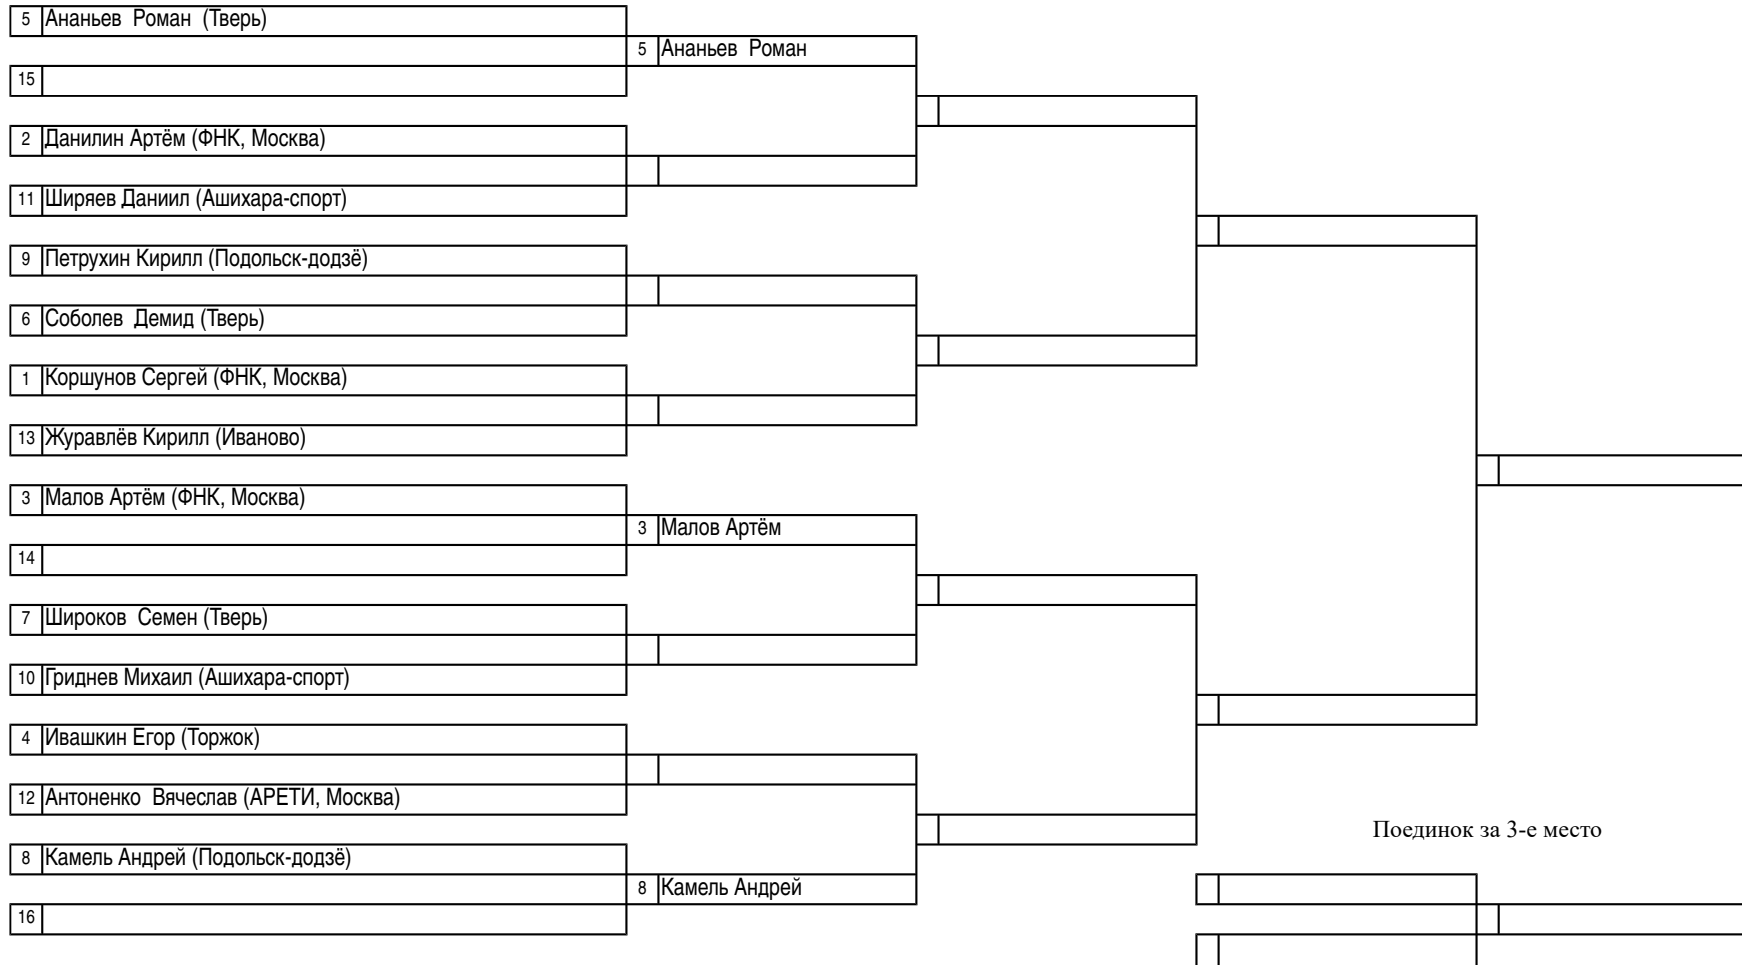 5 Ананьев Роман (Тверь)
5 Ананьев Роман
15
2 Данилин Артём (ФНК, Москва)
11 Ширяев Даниил (Ашихара-спорт)
9 Петрухин Кирилл (Подольск-додзё)
6 Соболев Демид (Тверь)
1 Коршунов Сергей (ФНК, Москва)
13 Журавлёв Кирилл (Иваново)
3 Малов Артём (ФНК, Москва)
3 Малов Артём
14
7 Широков Семен (Тверь)
10 Гриднев Михаил (Ашихара-спорт)
4 Ивашкин Егор (Торжок)
12 Антоненко Вячеслав (АРЕТИ, Москва)
Поединок за 3-е место
8 Камель Андрей (Подольск-додзё)
8 Камель Андрей
16